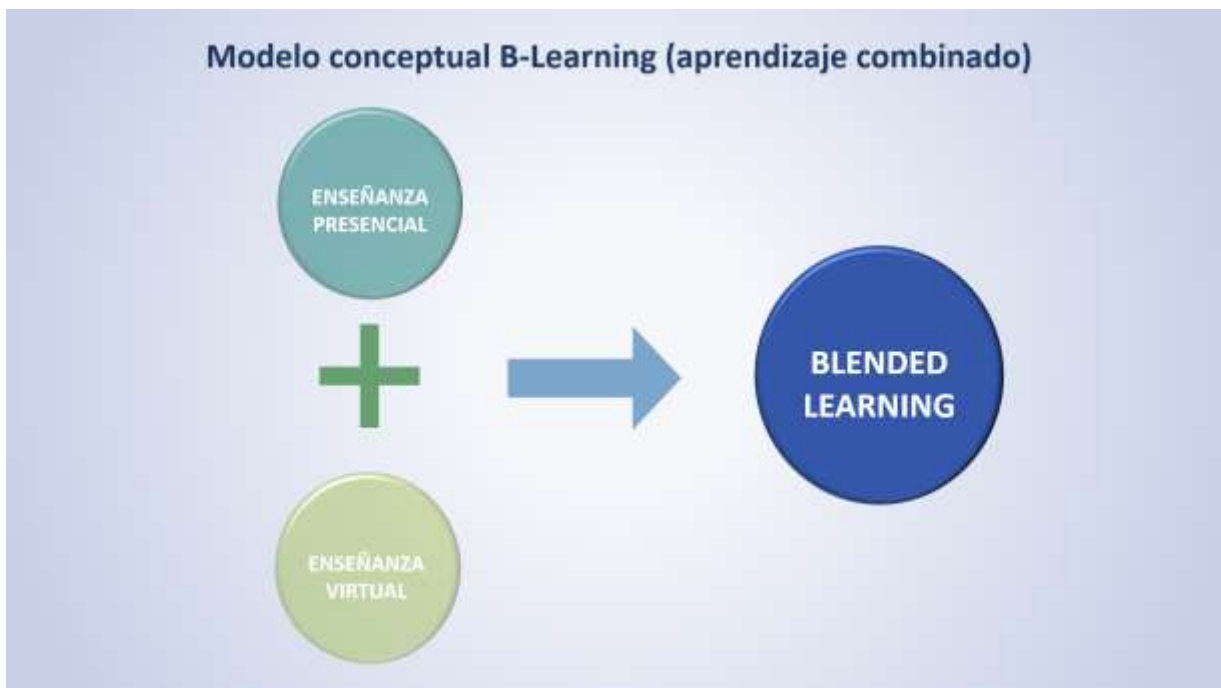 Modelo conceptual B-Learning (aprendizaje combinado)
ENSEÑANZA
PRESENCIAL
ENSEÑANZA
VIRTUAL
BLENDED
LEARNING